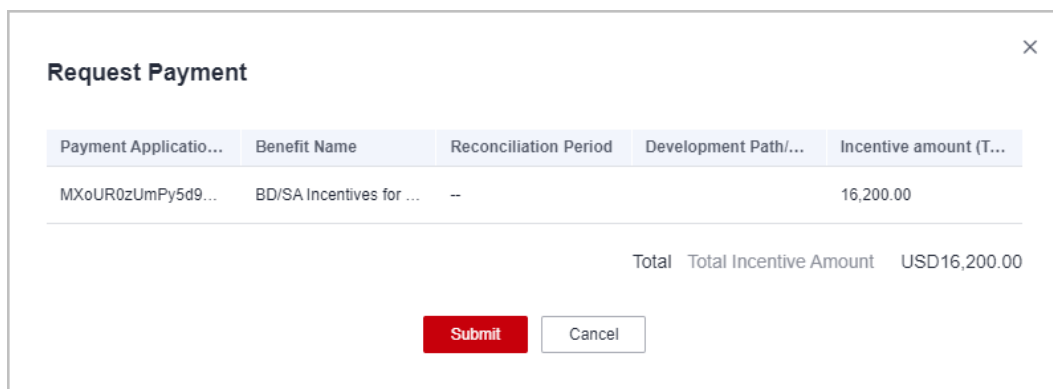 Request Payment
Payment Applicatio... Benefit Name Reconciliation Period Development Path/... Incentive amount (T...
MXoUR0zUmPy5d9... BD/SA Incentives for ... -- 16,200.00
Total Total Incentive Amount USD16,200.00
Submit Cancel